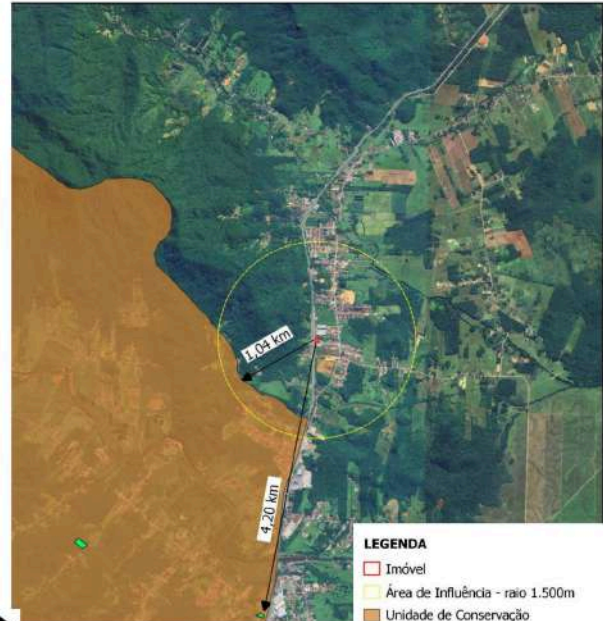 1,04 km
4,20 km
LEGENDA
Imóvel
Área de Influência - raio 1.500m
Unidade de Conservação